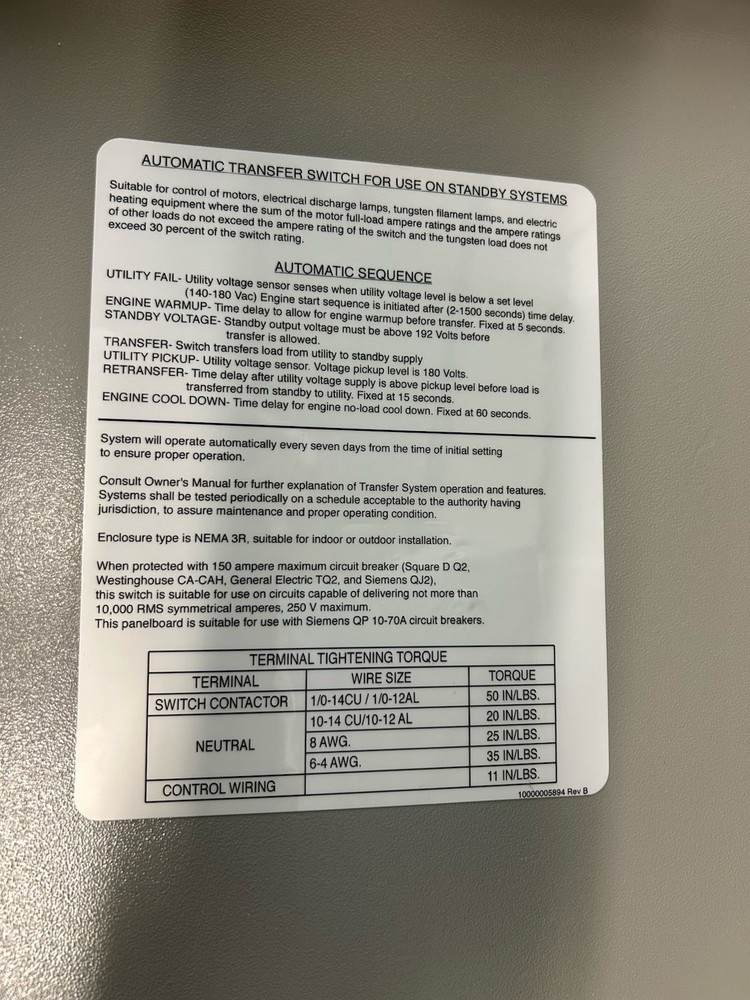 AUTOMATIC TRANSFER SWITCH FOR USE ON STANDBY SYSTEMS
Suitable for control of motors, electrical discharge lamps, tungsten filament lamps, and electric
heating equipment where the sum of the motor full-load ampere ratings and the ampere ratings
of other loads do not exceed the ampere rating of the switch and the tungsten load does not
exceed 30 percent of the switch rating.
AUTOMATIC SEQUENCE
UTILITY FAIL- Utility voltage sensor senses when utility voltage level is below a set level
(140-180 Vac) Engine start sequence is initiated after (2-1500 seconds) time delay.
ENGINE WARMUP- Time delay to allow for engine warmup before transfer. Fixed at 5 seconds.
STANDBY VOLTAGE- Standby output voltage must be above 192 Volts before
transfer is allowed.
TRANSFER- Switch transfers load from utility to standby supply
UTILITY PICKUP- Utility voltage sensor. Voltage pickup level is 180 Volts.
RETRANSFER- Time delay after utility voltage supply is above pickup level before load is
transferred from standby to utility. Fixed at 15 seconds.
ENGINE COOL DOWN- Time delay for engine no-load cool down. Fixed at 60 seconds.
System will operate automatically every seven days from the time of initial setting
to ensure proper operation.
Consult Owner's Manual for further explanation of Transfer System operation and features.
Systems shall be tested periodically on a schedule acceptable to the authority having
jurisdiction, to assure maintenance and proper operating condition.
Enclosure type is NEMA 3R, suitable for indoor or outdoor installation.
When protected with 150 ampere maximum circuit breaker (Square D Q2,
Westinghouse CA-CAH, General Electric TQ2, and Siemens QJ2),
this switch is suitable for use on circuits capable of delivering not more than
10,000 RMS symmetrical amperes, 250 V maximum.
This panelboard is suitable for use with Siemens QP 10-70A circuit breakers.
TERMINAL TIGHTENING TORQUE
TERMINAL WIRE SIZE TORQUE
SWITCH CONTACTOR 1/0-14CU / 1/0-12AL 50 IN/LBS.
NEUTRAL 10-14 CU/10-12 AL 20 IN/LBS.
8 AWG. 25 IN/LBS.
6-4 AWG. 35 IN/LBS.
CONTROL WIRING 11 IN/LBS.
10000005894 Rev B